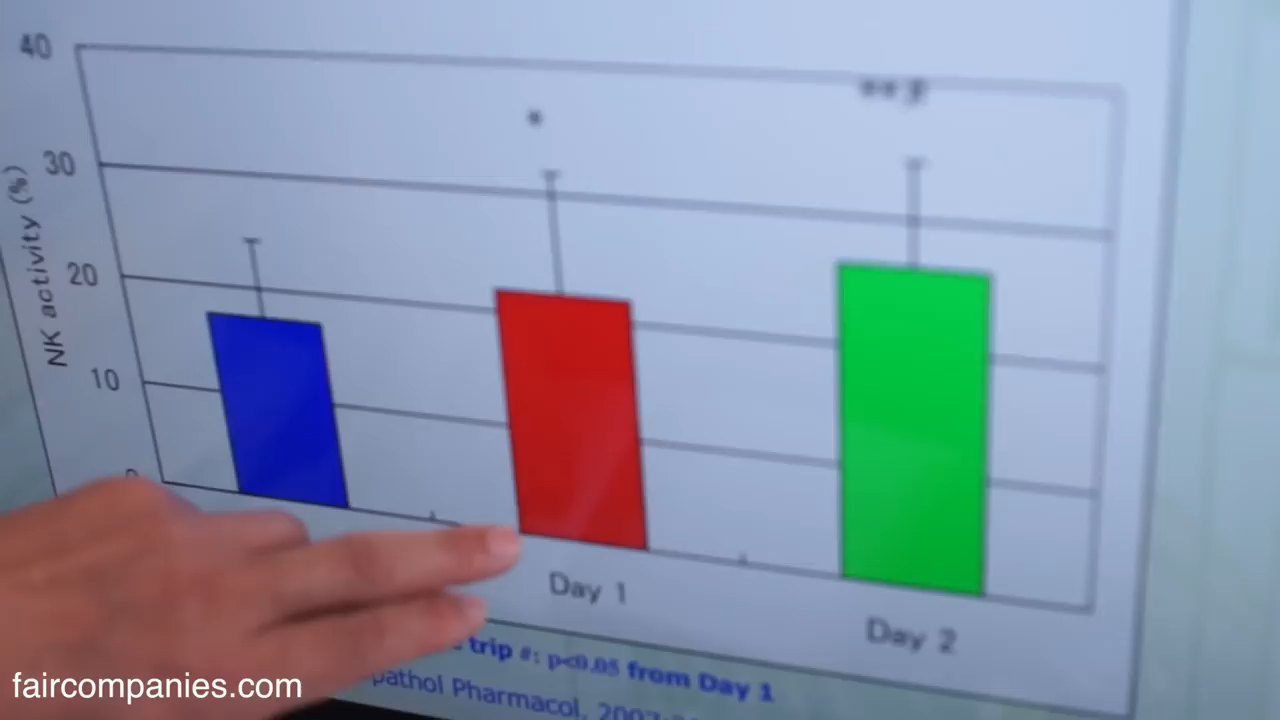 40
30
20
10
NK activity (%)
*
Day 1
Day 2
trip #: p<0.05 from Day 1
pathol Pharmacol, 2007
faircompanies.com